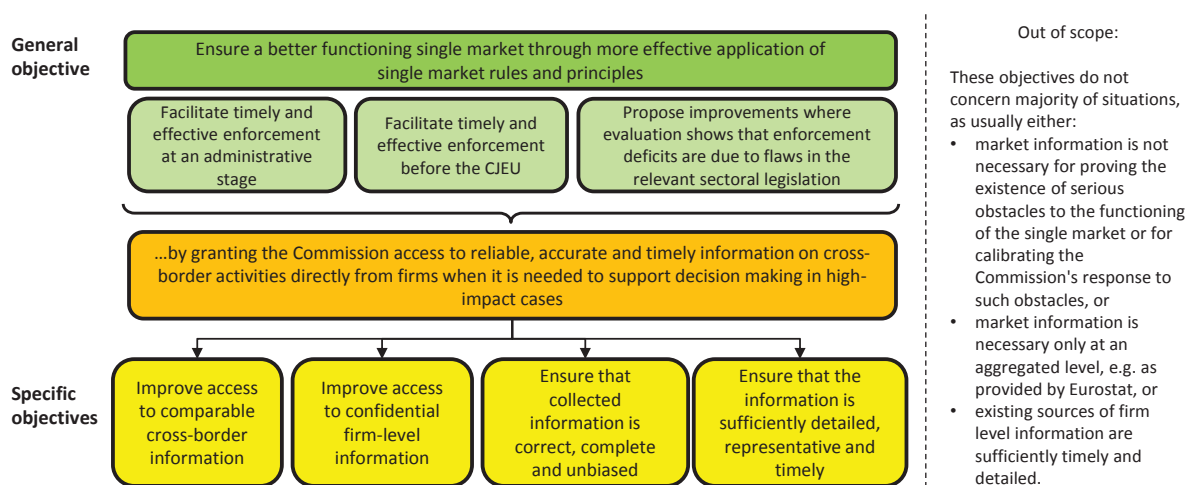 General
objective
Ensure a better functioning single market through more effective application of
single market rules and principles
Facilitate timely and
effective enforcement
at an administrative
stage
Facilitate timely and
effective enforcement
before the CJEU
Propose improvements where
evaluation shows that enforcement
deficits are due to flaws in the
relevant sectoral legislation
...by granting the Commission access to reliable, accurate and timely information on cross-
border activities directly from firms when it is needed to support decision making in high-
impact cases
Specific
objectives
Improve access
to comparable
cross-border
information
Improve access
to confidential
firm-level
information
Ensure that
collected
information is
correct, complete
and unbiased
Ensure that the
information is
sufficiently detailed,
representative and
timely
Out of scope:
These objectives do not
concern majority of situations,
as usually either:
• market information is not
necessary for proving the
existence of serious
obstacles to the functioning
of the single market or for
calibrating the
Commission's response to
such obstacles, or
• market information is
necessary only at an
aggregated level, e.g. as
provided by Eurostat, or
• existing sources of firm
level information are
sufficiently timely and
detailed.